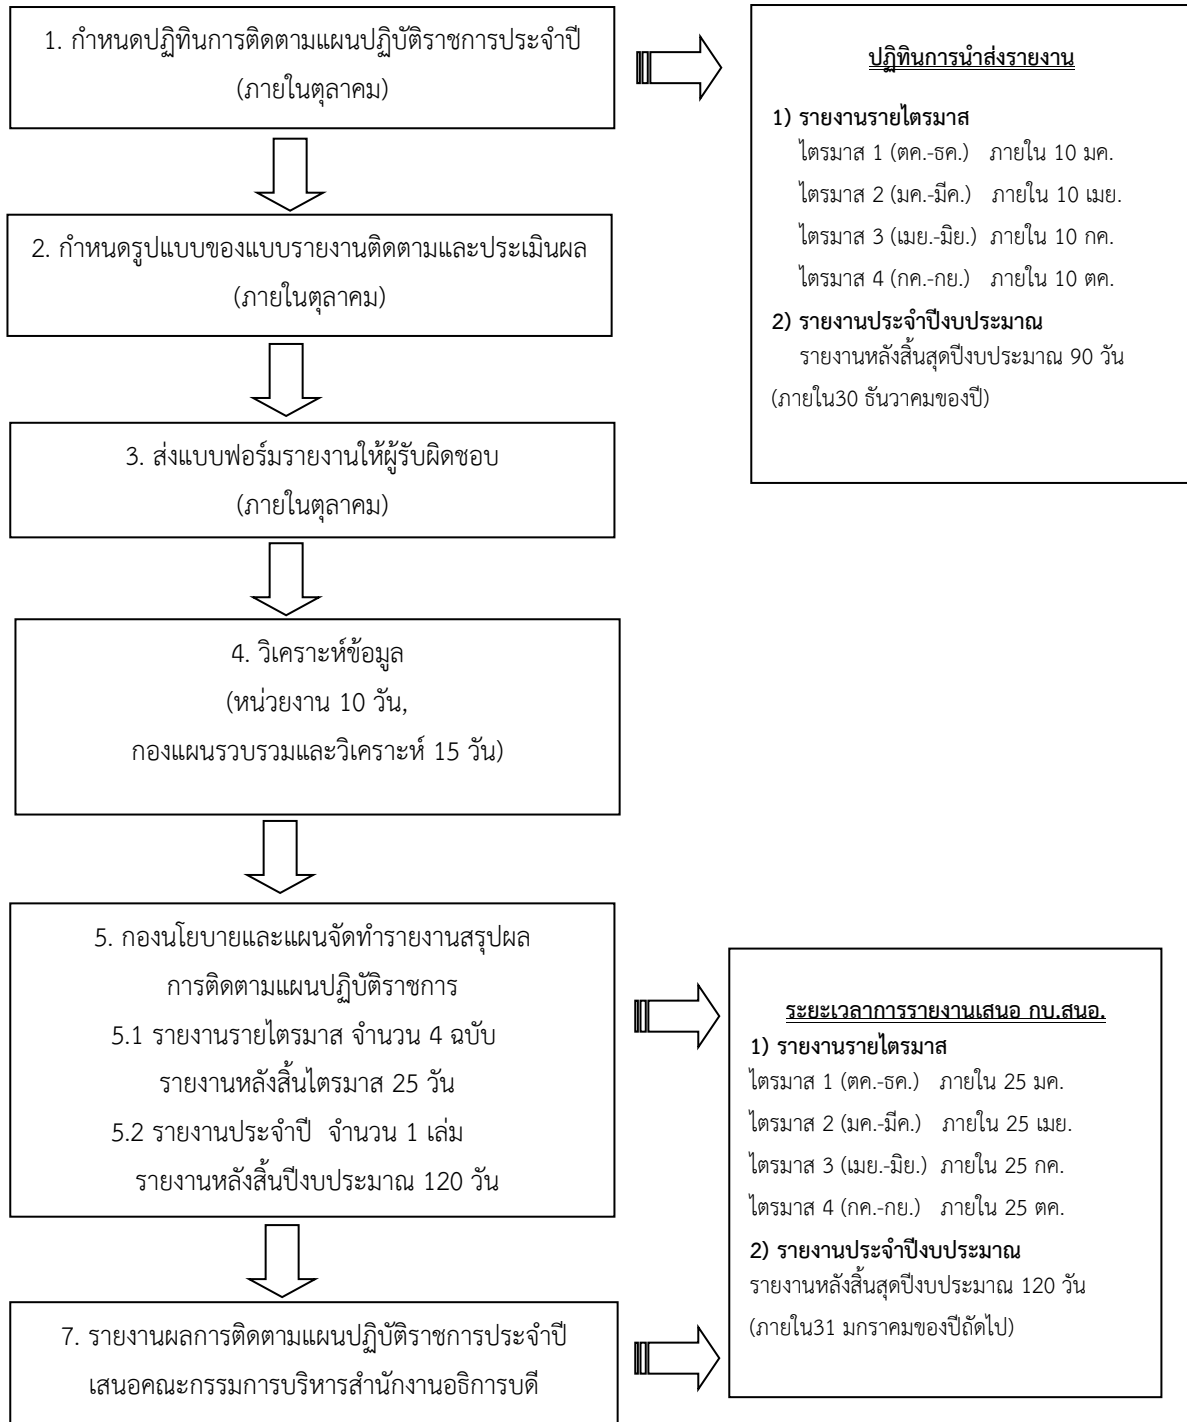 1. กำหนดปฏิทินการติดตามแผนปฏิบัติราชการประจำปี
(ภายในตุลาคม)
ปฏิทินการนำส่งรายงาน
1) รายงานรายไตรมาส
ไตรมาส 1 (ตค.-ธค.) ภายใน 10 มค.
ไตรมาส 2 (มค.-มีค.) ภายใน 10 เมย.
ไตรมาส 3 (เมย.-มิย.) ภายใน 10 กค.
ไตรมาส 4 (กค.-กย.) ภายใน 10 ตค.
2) รายงานประจำปีงบประมาณ
รายงานหลังสิ้นสุดปีงบประมาณ 90 วัน
(ภายใน30 ธันวาคมของปี)
2. กำหนดรูปแบบของแบบรายงานติดตามและประเมินผล
(ภายในตุลาคม)
3. ส่งแบบฟอร์มรายงานให้ผู้รับผิดชอบ
(ภายในตุลาคม)
4. วิเคราะห์ข้อมูล
(หน่วยงาน 10 วัน,
กองแผนรวบรวมและวิเคราะห์ 15 วัน)
5. กองนโยบายและแผนจัดทำรายงานสรุปผล
การติดตามแผนปฏิบัติราชการ
5.1 รายงานรายไตรมาส จำนวน 4 ฉบับ
รายงานหลังสิ้นไตรมาส 25 วัน
5.2 รายงานประจำปี จำนวน 1 เล่ม
รายงานหลังสิ้นปีงบประมาณ 120 วัน
ระยะเวลาการรายงานเสนอ กบ.สนอ.
1) รายงานรายไตรมาส
ไตรมาส 1 (ตค.-ธค.) ภายใน 25 มค.
ไตรมาส 2 (มค.-มีค.) ภายใน 25 เมย.
ไตรมาส 3 (เมย.-มิย.) ภายใน 25 กค.
ไตรมาส 4 (กค.-กย.) ภายใน 25 ตค.
2) รายงานประจำปีงบประมาณ
รายงานหลังสิ้นสุดปีงบประมาณ 120 วัน
(ภายใน31 มกราคมของปีถัดไป)
7. รายงานผลการติดตามแผนปฏิบัติราชการประจำปี
เสนอคณะกรรมการบริหารสำนักงานอธิการบดี